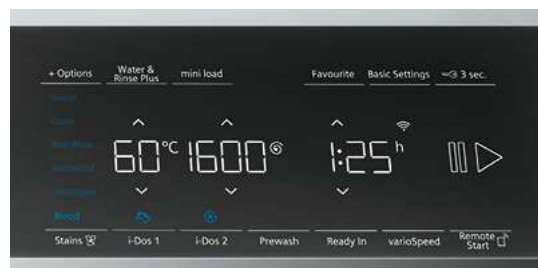 + Options
Water &
Rinse Plus
mini load
Favourite
Basic Settings
3 sec.
60°C
1600
1:25h
Blood
Stains
i-Dos 1
i-Dos 2
Prewash
Ready In
varioSpeed
Remote
Start